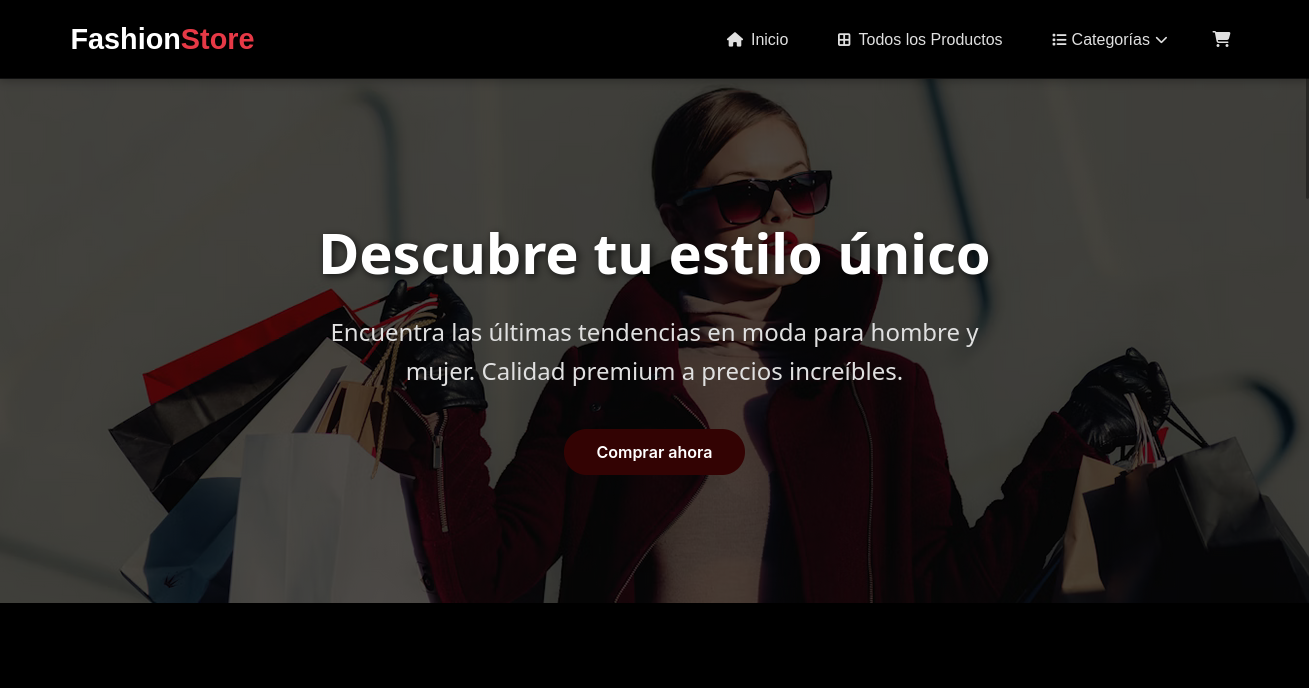 FashionStore
Inicio
Todos los Productos
Categorías
Descubre tu estilo único
Encuentra las últimas tendencias en moda para hombre y
mujer. Calidad premium a precios increíbles.
Comprar ahora